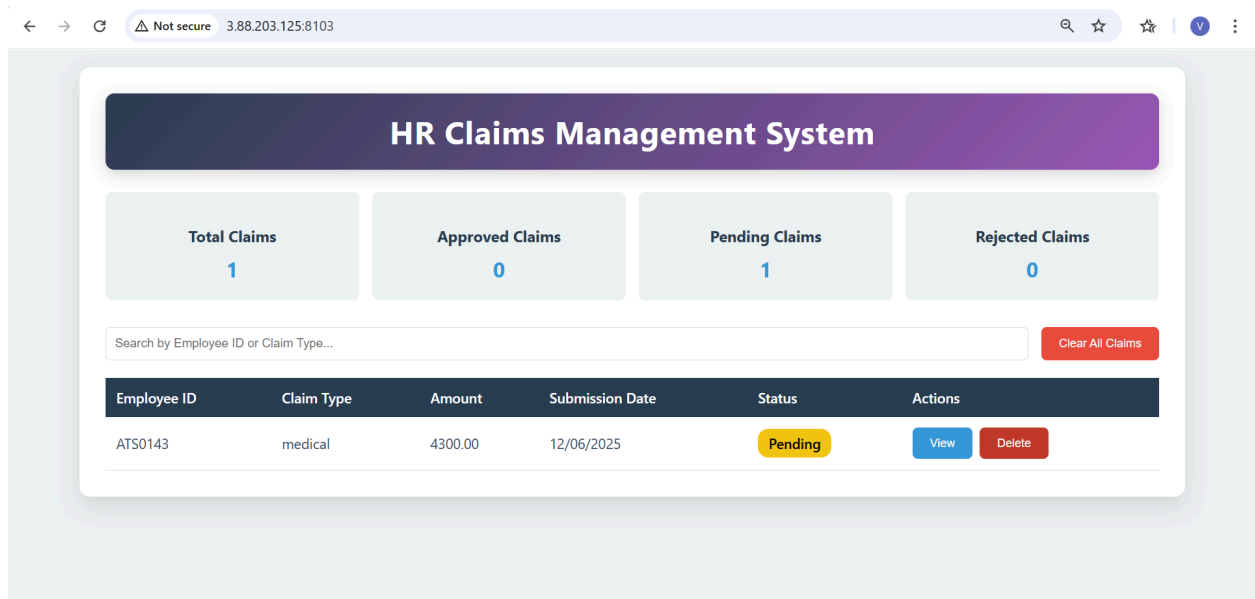 Not secure 3.88.203.125:8103
V
HR Claims Management System
Total Claims Approved Claims Pending Claims Rejected Claims
1 0 1 0
Search by Employee ID or Claim Type... Clear All Claims
Employee ID Claim Type Amount Submission Date Status Actions
ATS0143 medical 4300.00 12/06/2025 Pending View Delete